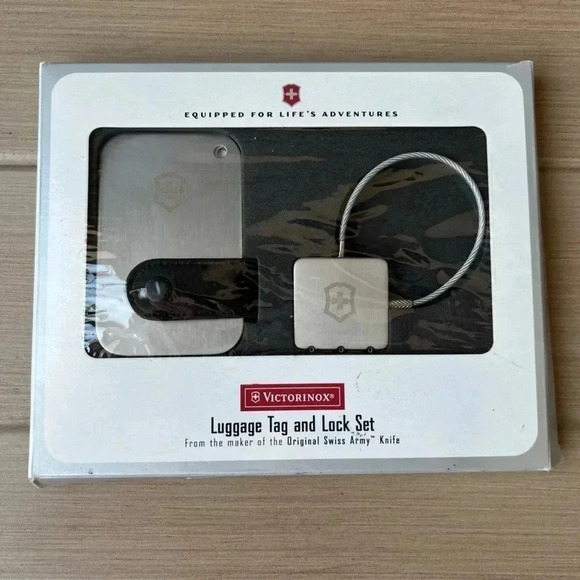 EQUIPPED FOR LIFE'S ADVENTURES
VICTORINOX®
Luggage Tag and Lock Set
From the maker of the Original Swiss Army™ Knife